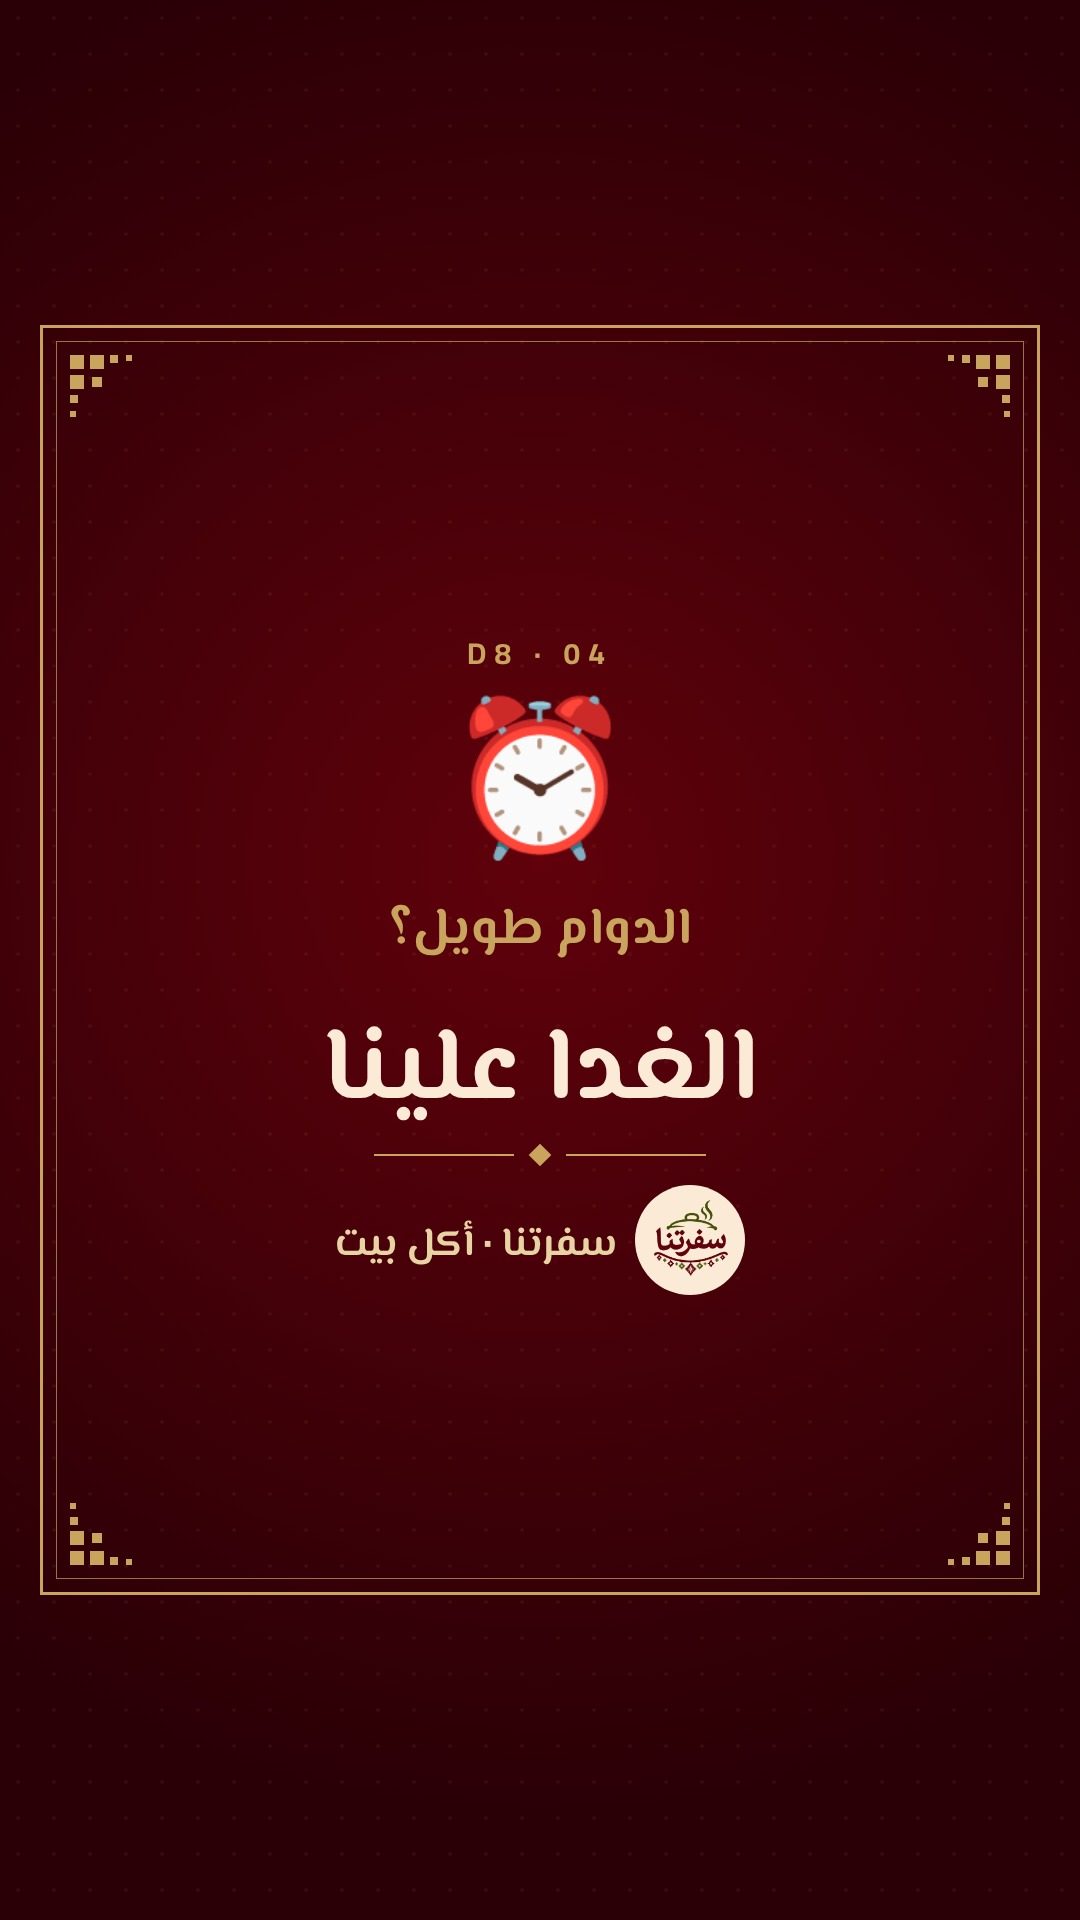 D8 · 04
الدوام طويل؟
الغدا علينا
سفرتنا
سفرتنا · أكل بيت